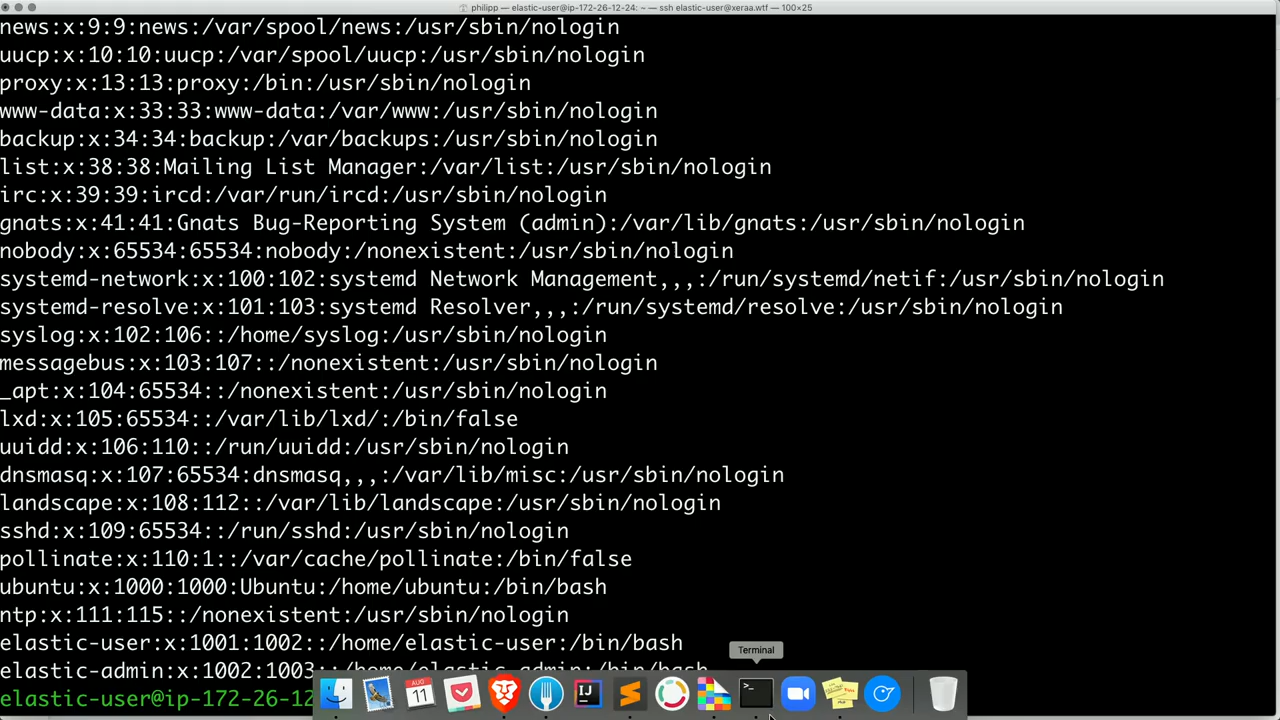 philipp — elastic-user@ip-172-26-12-24: ~ — ssh elastic-user@xeraa.wtf — 100×25
news:x:9:9:news:/var/spool/news:/usr/sbin/nologin
uucp:x:10:10:uucp:/var/spool/uucp:/usr/sbin/nologin
proxy:x:13:13:proxy:/bin:/usr/sbin/nologin
www-data:x:33:33:www-data:/var/www:/usr/sbin/nologin
backup:x:34:34:backup:/var/backups:/usr/sbin/nologin
list:x:38:38:Mailing List Manager:/var/list:/usr/sbin/nologin
irc:x:39:39:ircd:/var/run/ircd:/usr/sbin/nologin
gnats:x:41:41:Gnats Bug-Reporting System (admin):/var/lib/gnats:/usr/sbin/nologin
nobody:x:65534:65534:nobody:/nonexistent:/usr/sbin/nologin
systemd-network:x:100:102:systemd Network Management,,,:/run/systemd/netif:/usr/sbin/nologin
systemd-resolve:x:101:103:systemd Resolver,,,:/run/systemd/resolve:/usr/sbin/nologin
syslog:x:102:106::/home/syslog:/usr/sbin/nologin
messagebus:x:103:107::/nonexistent:/usr/sbin/nologin
_apt:x:104:65534::/nonexistent:/usr/sbin/nologin
lxd:x:105:65534::/var/lib/lxd/:/bin/false
uuidd:x:106:110::/run/uuidd:/usr/sbin/nologin
dnsmasq:x:107:65534:dnsmasq,,,:/var/lib/misc:/usr/sbin/nologin
landscape:x:108:112::/var/lib/landscape:/usr/sbin/nologin
sshd:x:109:65534::/run/sshd:/usr/sbin/nologin
pollinate:x:110:1::/var/cache/pollinate:/bin/false
ubuntu:x:1000:1000:Ubuntu:/home/ubuntu:/bin/bash
ntp:x:111:115::/nonexistent:/usr/sbin/nologin
elastic-user:x:1001:1002::/home/elastic-user:/bin/bash
Terminal
elastic-admin:x:1002:1003::/home/elastic-admin:/bin/bash
elastic-user@ip-172-26-12
AUG
11
IJ
>_